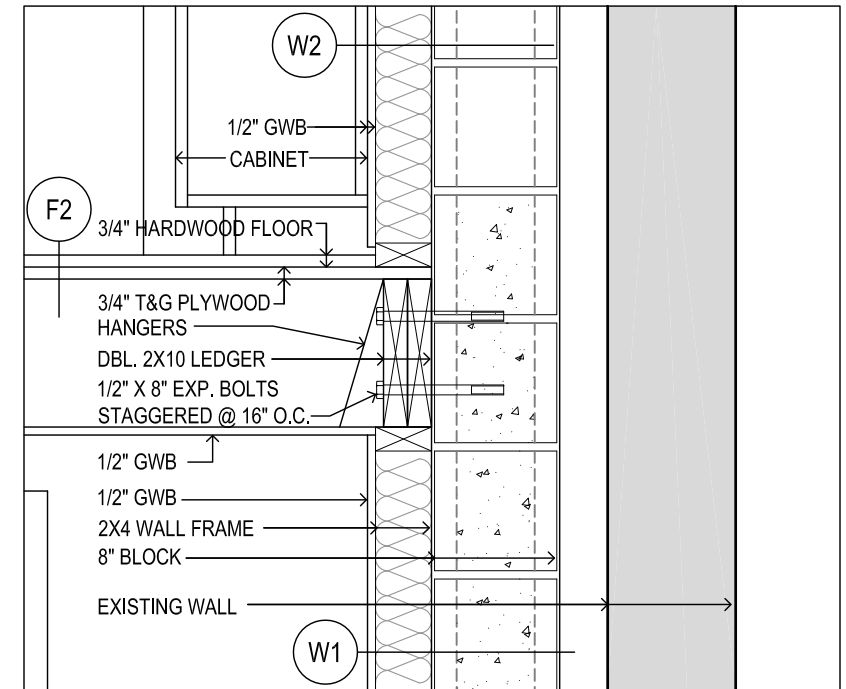 W2
1/2" GWB
CABINET
F2
3/4" HARDWOOD FLOOR
3/4" T&G PLYWOOD
HANGERS
DBL. 2X10 LEDGER
1/2" X 8" EXP. BOLTS
STAGGERED @ 16" O.C.
1/2" GWB
1/2" GWB
2X4 WALL FRAME
8" BLOCK
EXISTING WALL
W1